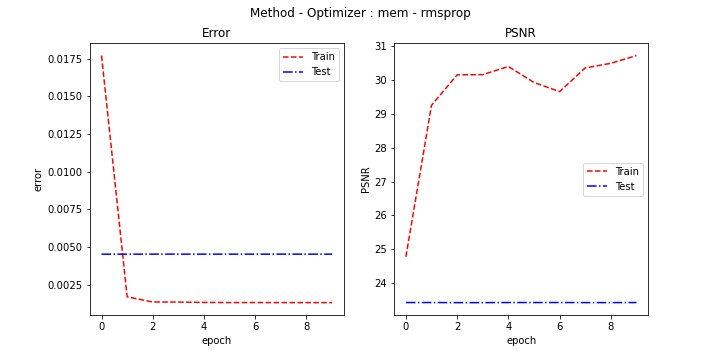 Method - Optimizer : mem - rmsprop
Error
0.0175
0.0150
0.0125
0.0100
0.0075
0.0050
0.0025
error
0
2
4
6
8
epoch
Train
Test
PSNR
31
30
29
28
27
26
25
24
PSNR
0
2
4
6
8
epoch
Train
Test